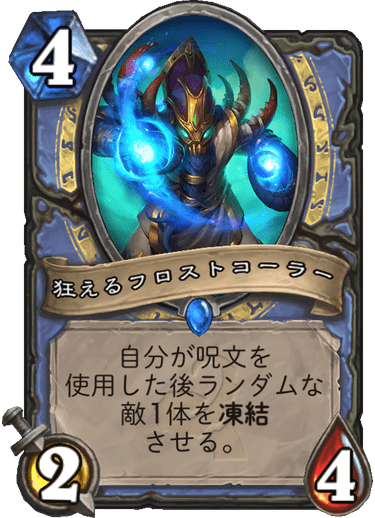 4
狂えるフロストコーラー
自分が呪文を
使用した後ランダムな
敵1体を凍結
させる。
2
4